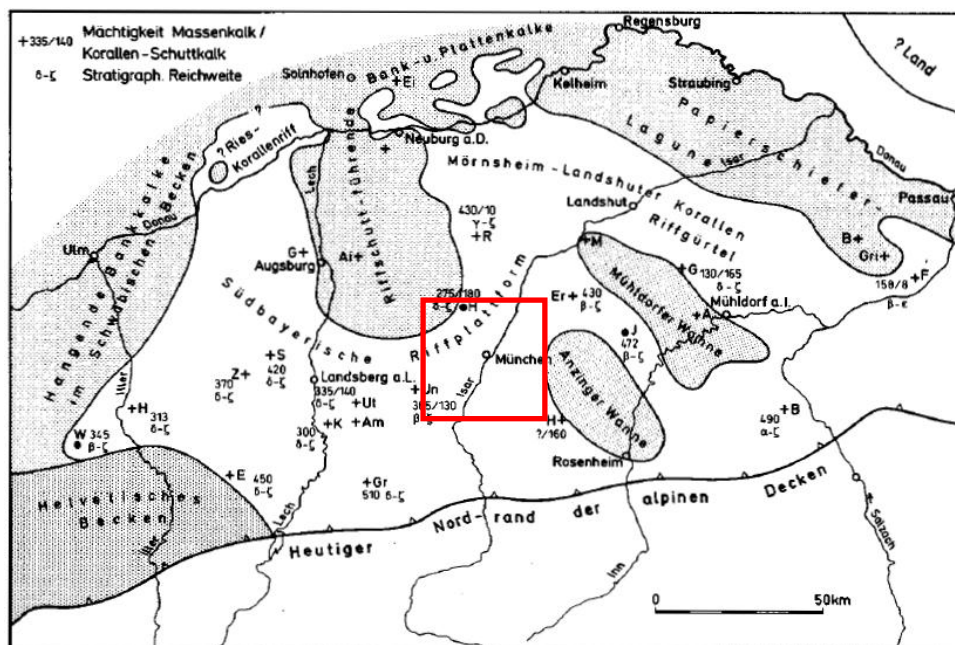 +335/140 Mächtigkeit Massenkalk /
Korallen-Schuttkalk
δ-ζ Stratigraph. Reichweite
Regensburg
? Land
Bank- u. Plattenkalke
Solnhofen
+Ei
Kelheim
Straubing
Papierschiefer-
Lagune
Isar
Donau
Passau
?
? Ries-
Korallenriff
Neuburg a.D.
Mörnsheim-Landshuter Korallen
Riffgürtel
Landshut
Hangende Bankalke
im Schwäbischen Becken
Donau
Ulm
Lech
Riffschutt-führende
430/10
γ-ζ
+R
G+
Augsburg
Ai+
+M
B+
Gri+
+F
158/8
β-ε
+G
130/165
δ-ζ
Mühldorf a.I.
+A
Mühldorfer Wanne
Südbayerische Riffplattform
275/180
δ-ζ
H
Er+ 430
β-ζ
J
472
β-ζ
München
Isar
Anzinger Wanne
+S
420
δ-ζ
Z+
370
δ-ζ
Landsberg a.L.
335/140
δ-ζ
+Un
365/130
β-ζ
+Ut
+Am
+K
300
δ-ζ
Iller
+H 313
δ-ζ
W 345
β-ζ
H+
?/160
+B
490
α-ζ
Rosenheim
+E 450
δ-ζ
+Gr
510 δ-ζ
Helvetisches
Becken
Heutiger Nord-rand der alpinen Decken
Lech
Iller
Inn
Salzach
0 50km